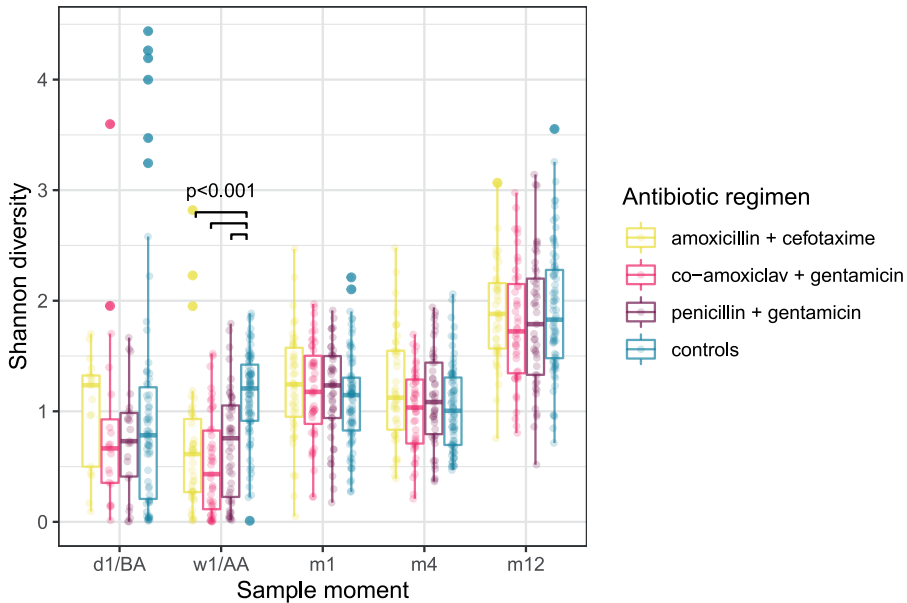 Shannon diversity
4
3
2
1
0
p<0.001
d1/BA
w1/AA
m1
m4
m12
Sample moment
Antibiotic regimen
amoxicillin + cefotaxime
co−amoxiclav + gentamicin
penicillin + gentamicin
controls